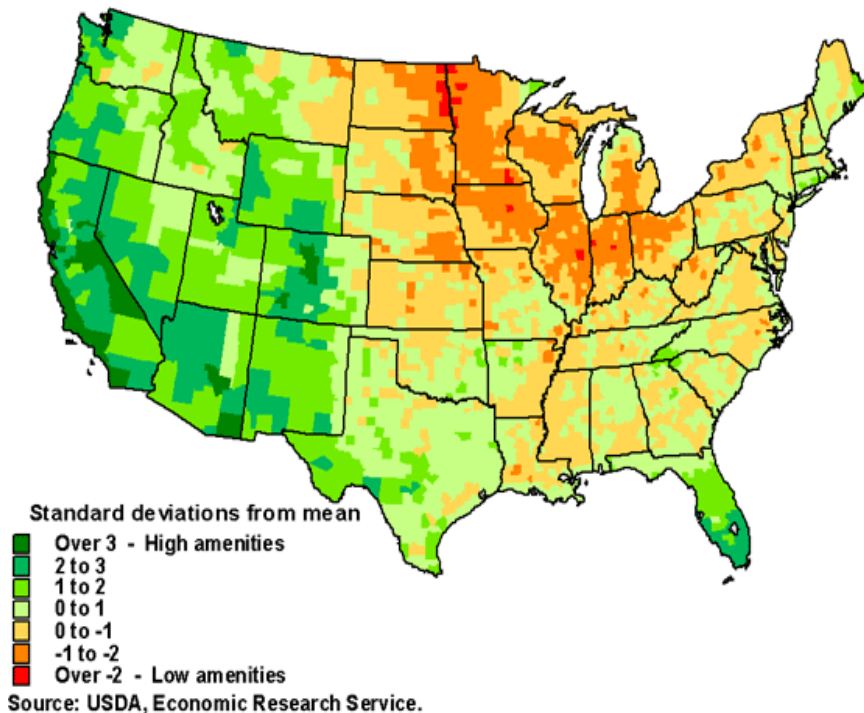 Standard deviations from mean
Over 3 - High amenities
2 to 3
1 to 2
0 to 1
0 to -1
-1 to -2
Over -2 - Low amenities
Source: USDA, Economic Research Service.